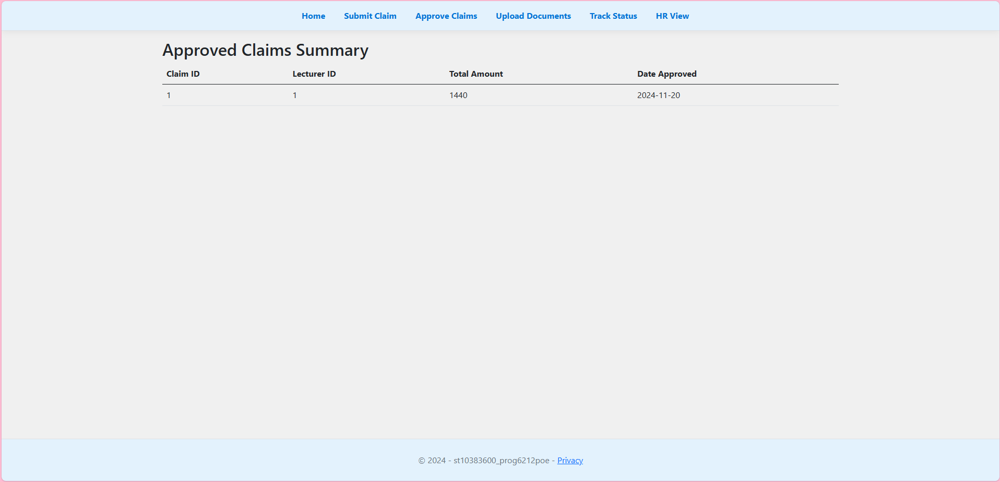 Home Submit Claim Approve Claims Upload Documents Track Status HR View
Approved Claims Summary
Claim ID Lecturer ID Total Amount Date Approved
1 1 1440 2024-11-20
© 2024 - st10383600_prog6212poe - Privacy